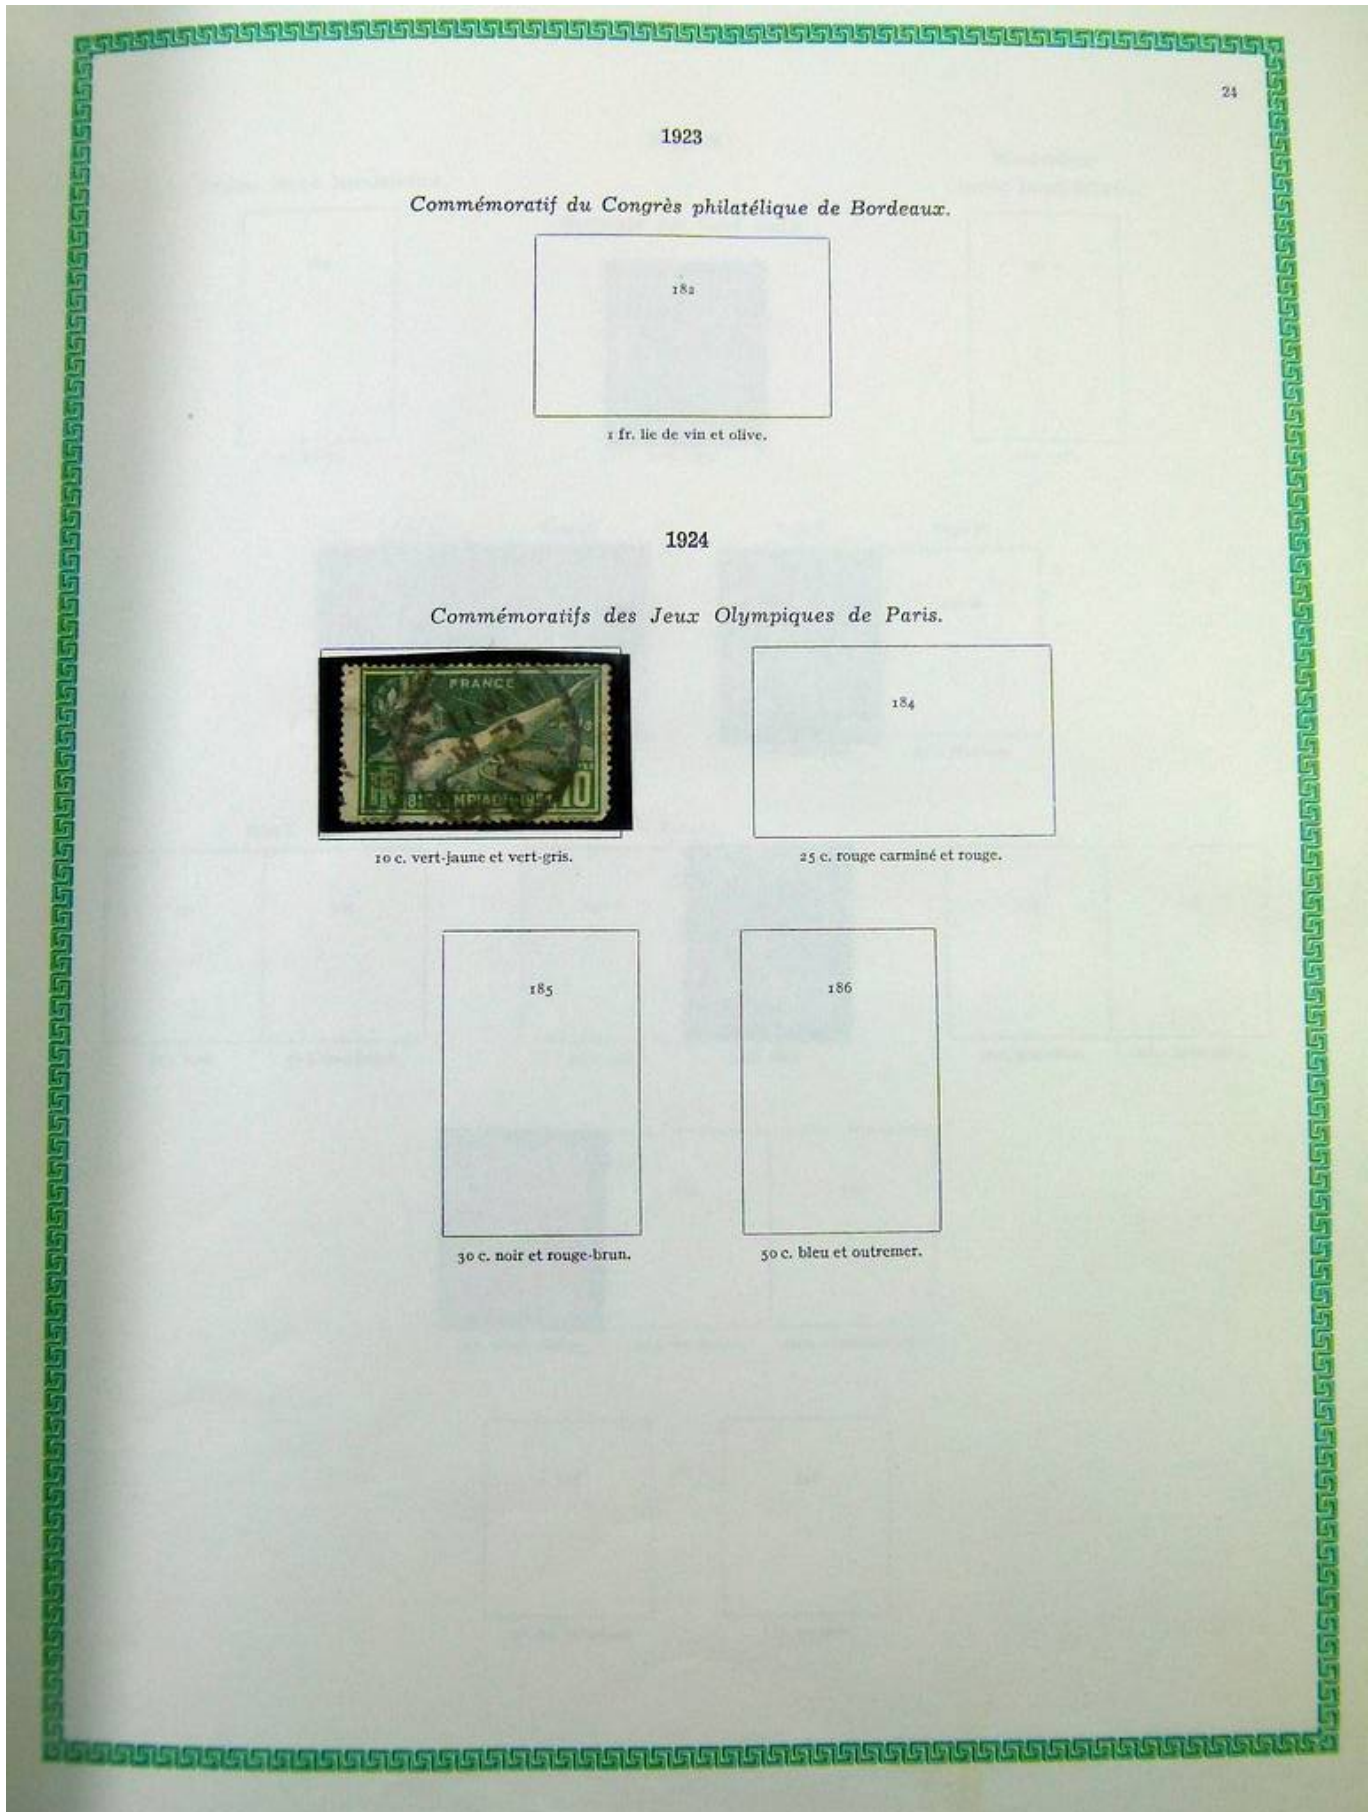 24
1923
Commémoratif du Congrès philatélique de Bordeaux.
182
1 fr. lie de vin et olive.
1924
Commémoratifs des Jeux Olympiques de Paris.
FRANCE
10
184
10 c. vert-jaune et vert-gris.
25 c. rouge carminé et rouge.
185
186
30 c. noir et rouge-brun.
50 c. bleu et outremer.